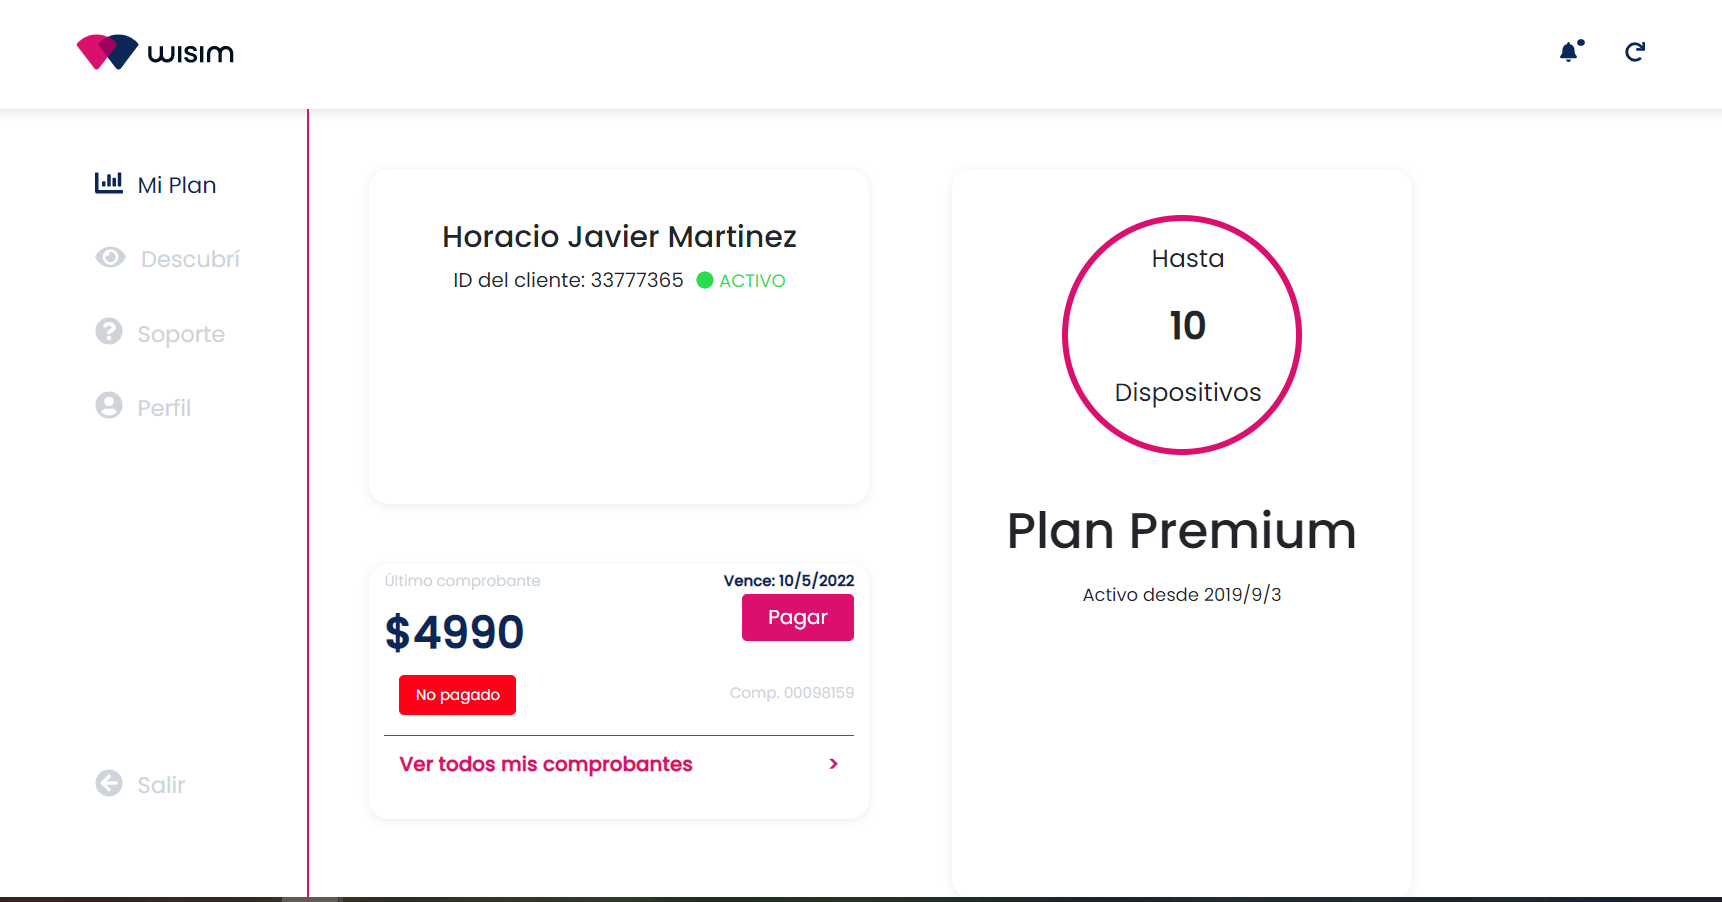 wisim
Mi Plan
Descubrí
Soporte
Perfil
Salir
Horacio Javier Martinez
ID del cliente: 33777365 ACTIVO
Último comprobante
Vence: 10/5/2022
$4990
Pagar
No pagado
Comp. 00098159
Ver todos mis comprobantes >
Hasta
10
Dispositivos
Plan Premium
Activo desde 2019/9/3